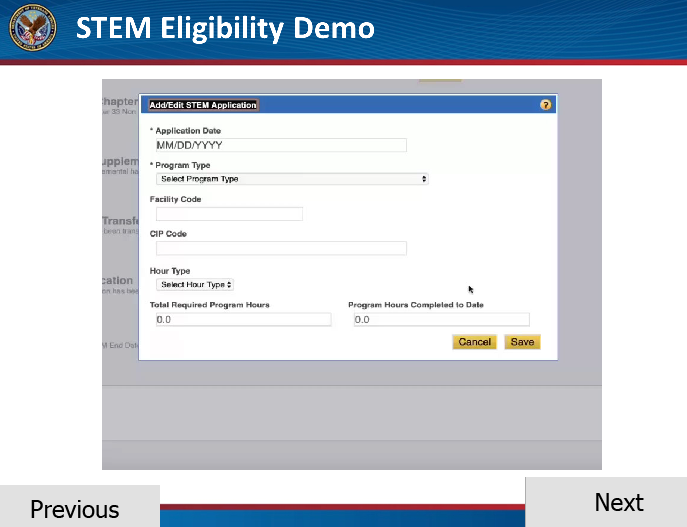 STEM Eligibility Demo
Add/Edit STEM Application
?
* Application Date
MM/DD/YYYY
* Program Type
Select Program Type
Facility Code
CIP Code
Hour Type
Select Hour Type
Total Required Program Hours
Program Hours Completed to Date
0.0
0.0
Cancel
Save
Previous
Next